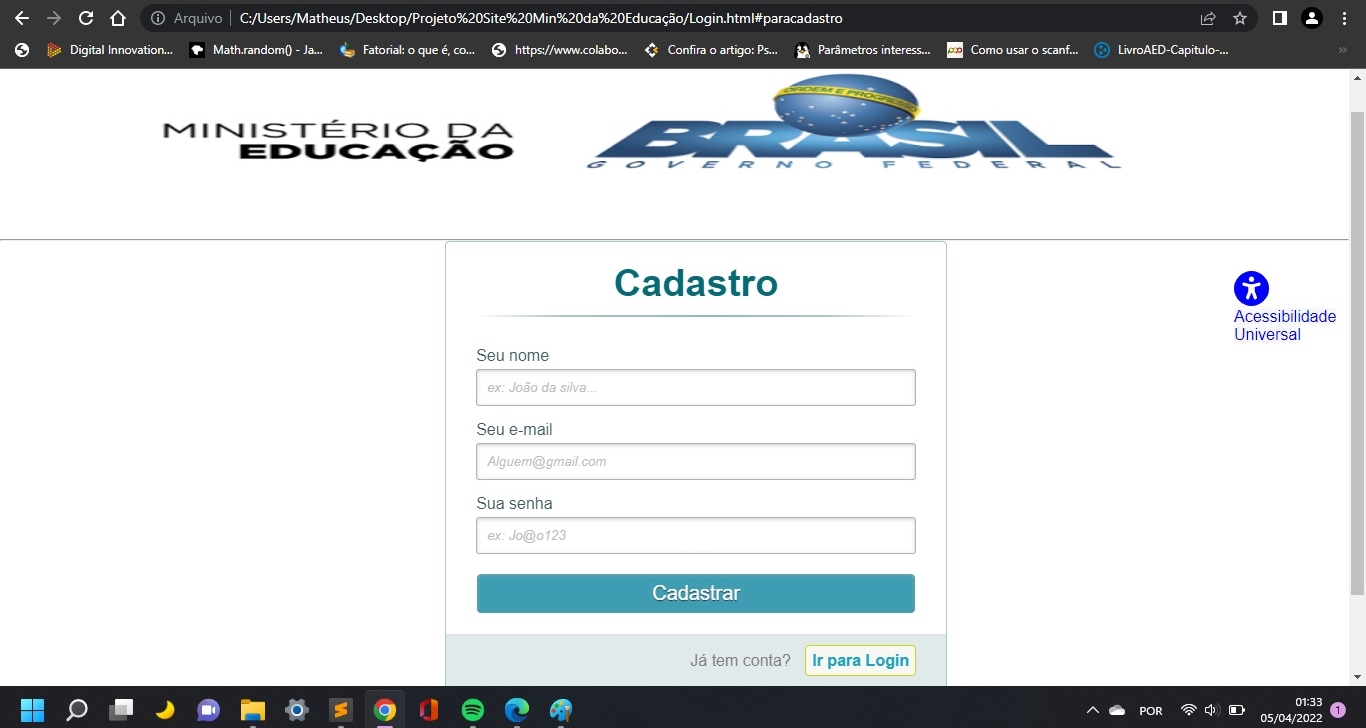 Arquivo C:/Users/Matheus/Desktop/Projeto%20Site%20Min%20da%20Educação/Login.html#paracadastro
Digital Innovation... Math.random() - Ja... Fatorial: o que é, co... https://www.colabo... Confira o artigo: Ps... Parâmetros interess... Como usar o scanf... LivroAED-Capitulo-...
ORDEM E PROGRESSO
MINISTÉRIO DA
EDUCAÇÃO
BRASIL
GOVERNO FEDERAL
Cadastro
Acessibilidade
Universal
Seu nome
ex: João da silva...
Seu e-mail
Alguem@gmail.com
Sua senha
ex: Jo@o123
Cadastrar
Já tem conta? Ir para Login
POR
01:33
05/04/2022
1